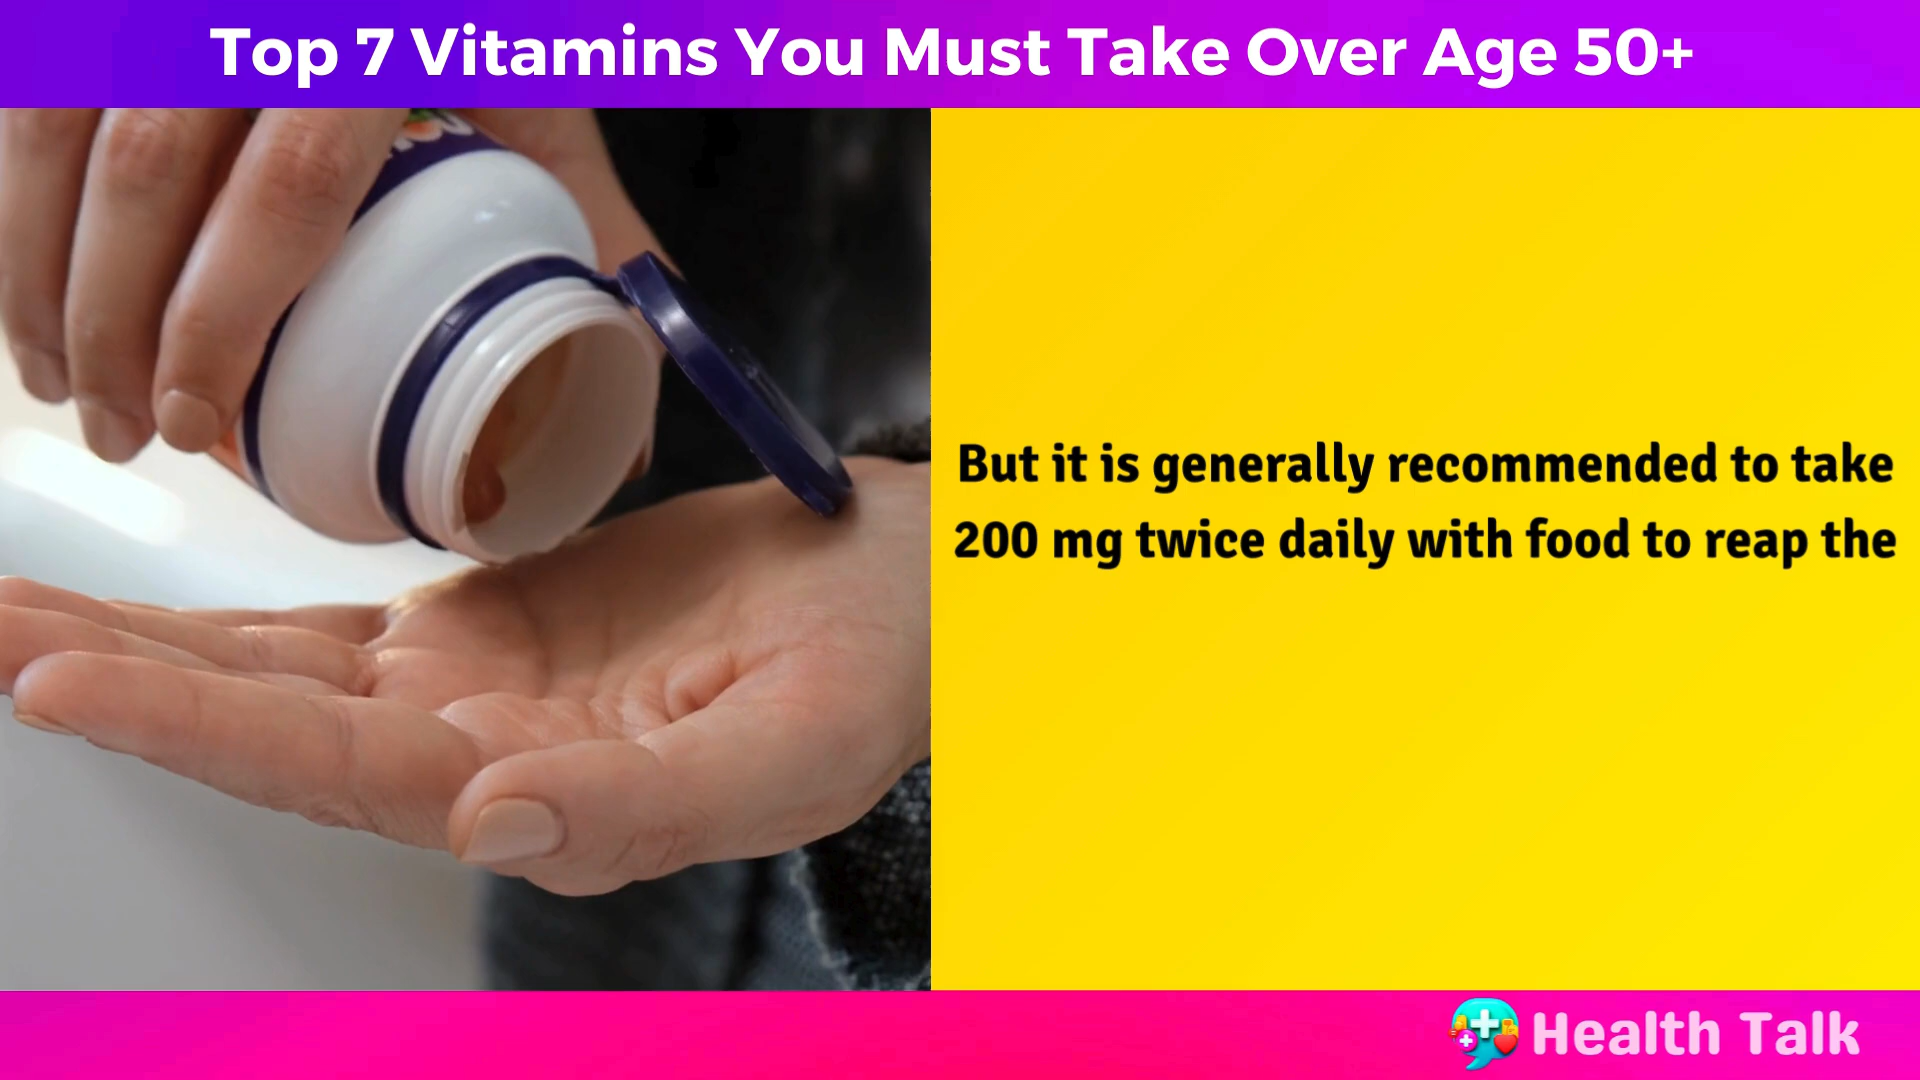 Top 7 Vitamins You Must Take Over Age 50+
But it is generally recommended to take
200 mg twice daily with food to reap the
Health Talk